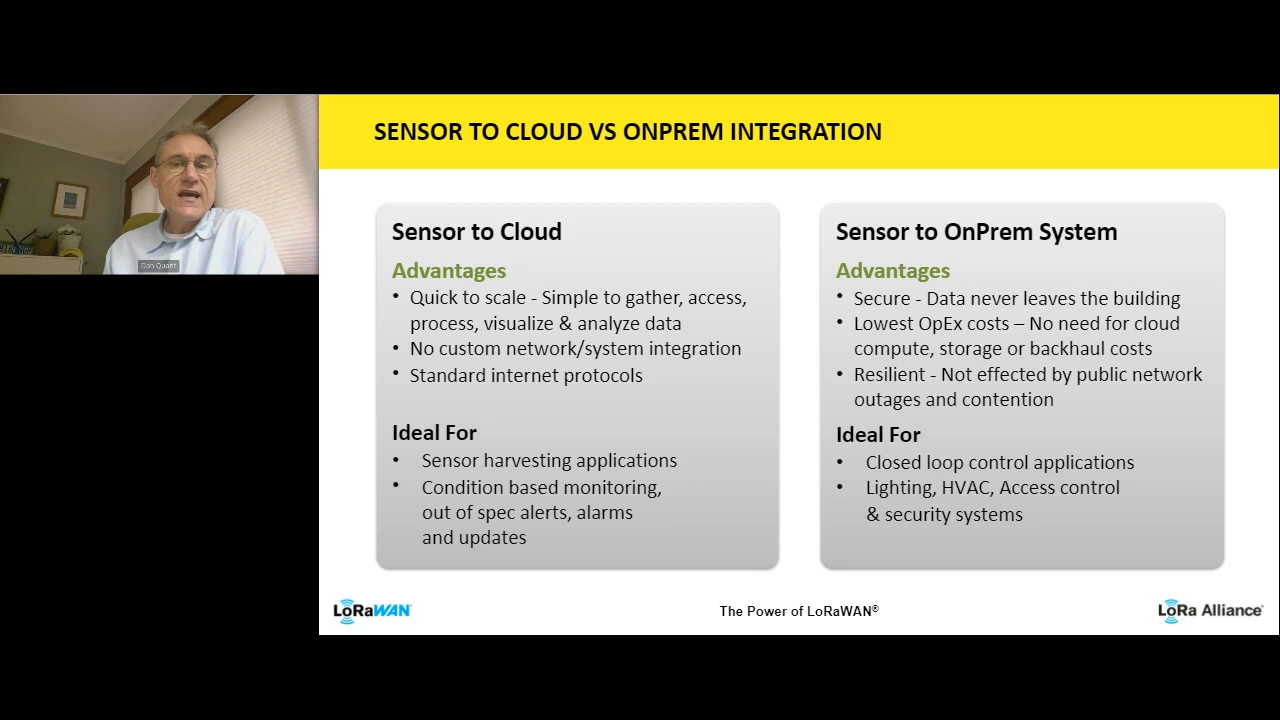 SENSOR TO CLOUD VS ONPREM INTEGRATION
Dan Quant
Sensor to Cloud
Advantages
• Quick to scale - Simple to gather, access,
process, visualize & analyze data
• No custom network/system integration
• Standard internet protocols
Ideal For
• Sensor harvesting applications
• Condition based monitoring,
out of spec alerts, alarms
and updates
Sensor to OnPrem System
Advantages
• Secure - Data never leaves the building
• Lowest OpEx costs – No need for cloud
compute, storage or backhaul costs
• Resilient - Not effected by public network
outages and contention
Ideal For
• Closed loop control applications
• Lighting, HVAC, Access control
& security systems
LoRaWAN
The Power of LoRaWAN®
LoRa Alliance